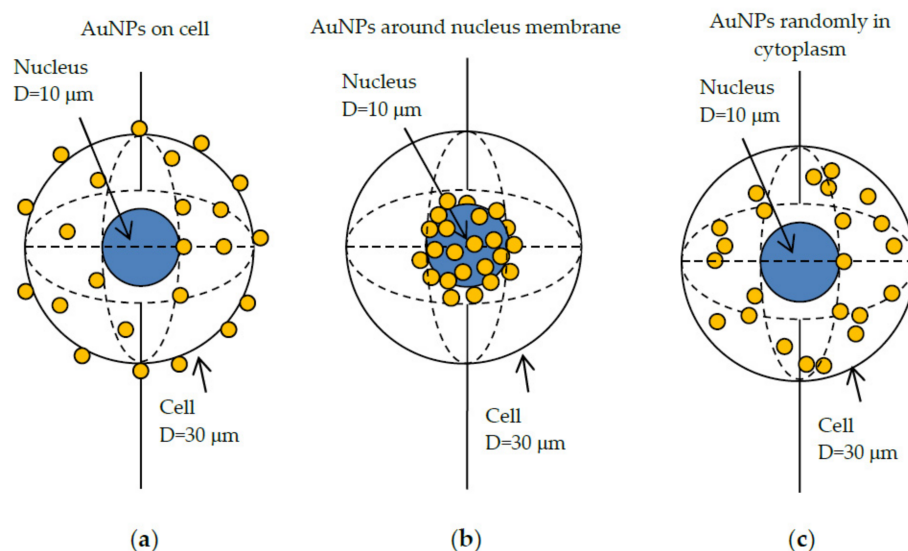 AuNPs on cell
Nucleus
D=10 μm
Cell
D=30 μm
(a)
AuNPs around nucleus membrane
Nucleus
D=10 μm
Cell
D=30 μm
(b)
AuNPs randomly in
cytoplasm
Nucleus
D=10 μm
Cell
D=30 μm
(c)